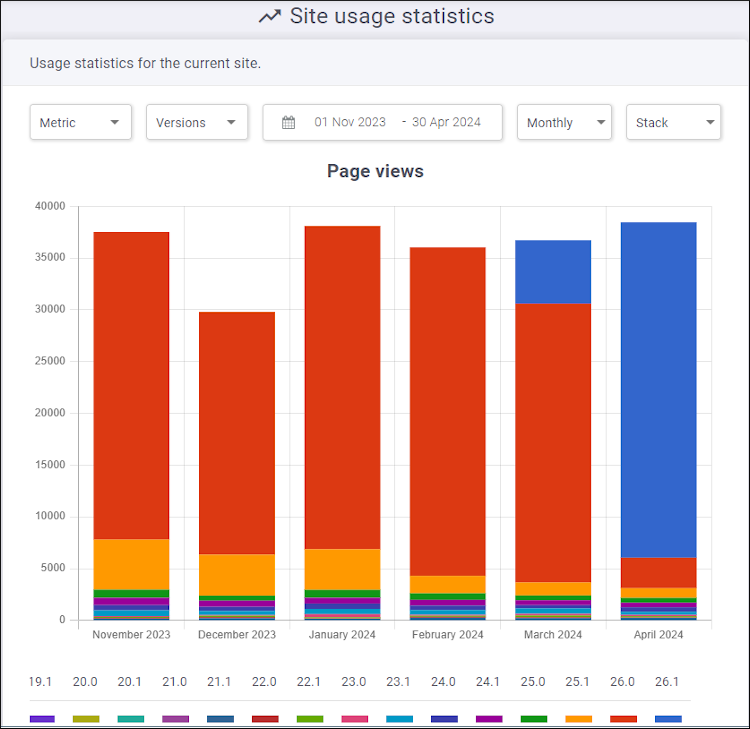 Site usage statistics
Usage statistics for the current site.
Metric Versions 01 Nov 2023 - 30 Apr 2024 Monthly Stack
Page views
40000
35000
30000
25000
20000
15000
10000
5000
0
November 2023 December 2023 January 2024 February 2024 March 2024 April 2024
19.1 20.0 20.1 21.0 21.1 22.0 22.1 23.0 23.1 24.0 24.1 25.0 25.1 26.0 26.1